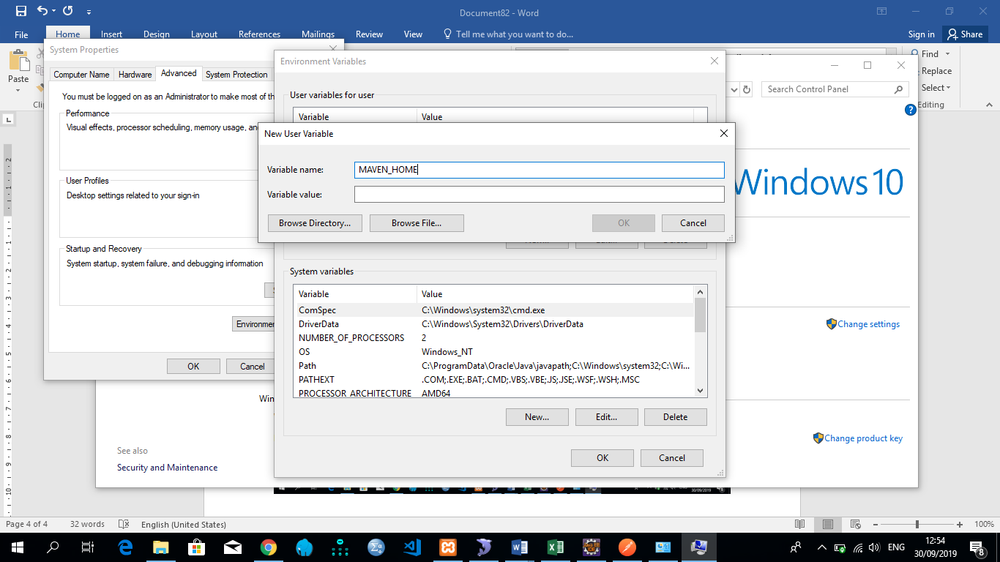 Document82 - Word
File Home Insert Design Layout References Mailings Review View Tell me what you want to do... Sign in Share
System Properties
Environment Variables
Find
Paste
Replace
Computer Name Hardware Advanced System Protection
Select
Search Control Panel
You must be logged on as an Administrator to make most of th
User variables for user
Editing
Performance
Variable Value
Visual effects, processor scheduling, memory usage, an
New User Variable
Variable name: MAVEN_HOME
User Profiles
Windows 10
Desktop settings related to your sign-in
Variable value:
Browse Directory... Browse File... OK Cancel
Startup and Recovery
System startup, system failure, and debugging information
System variables
Variable Value
ComSpec C:\Windows\system32\cmd.exe
DriverData C:\Windows\System32\Drivers\DriverData
Environmen
Change settings
NUMBER_OF_PROCESSORS 2
OS Windows_NT
Path C:\ProgramData\Oracle\Java\javapath;C:\Windows\system32;C:\Wi...
OK Cancel
PATHEXT .COM;.EXE;.BAT;.CMD;.VBS;.VBE;.JS;.JSE;.WSF;.WSH;.MSC
PROCESSOR_ARCHITECTURE AMD64
Win
New... Edit... Delete
Change product key
See also
OK Cancel
Security and Maintenance
Page 4 of 4 32 words English (United States) 100%
ENG
12:54
30/09/2019
8